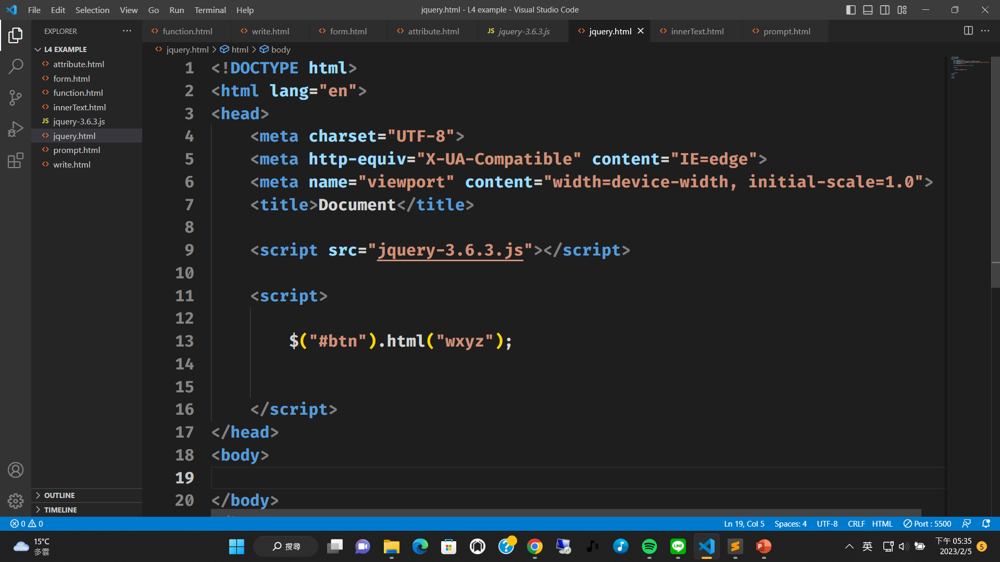 File Edit Selection View Go Run Terminal Help
jquery.html - L4 example - Visual Studio Code
EXPLORER
L4 EXAMPLE
attribute.html
form.html
function.html
innerText.html
JS jquery-3.6.3.js
jquery.html
prompt.html
write.html
OUTLINE
TIMELINE
function.html write.html form.html attribute.html JS jquery-3.6.3.js jquery.html innerText.html prompt.html
jquery.html > html > body
1 <!DOCTYPE html>
2 <html lang="en">
3 <head>
4 <meta charset="UTF-8">
5 <meta http-equiv="X-UA-Compatible" content="IE=edge">
6 <meta name="viewport" content="width=device-width, initial-scale=1.0">
7 <title>Document</title>
8
9 <script src="jquery-3.6.3.js"></script>
10
11 <script>
12
13 $("#btn").html("wxyz");
14
15
16 </script>
17 </head>
18 <body>
19
20 </body>
0 0
Ln 19, Col 5 Spaces: 4 UTF-8 CRLF HTML Port : 5500
15°C
多雲
搜尋
LINE
英
下午 05:35
2023/2/5
5